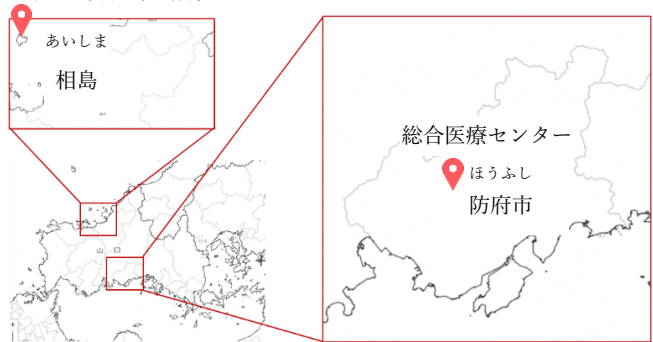 あいしま
相島
総合医療センター
ほうふし
防府市
山口